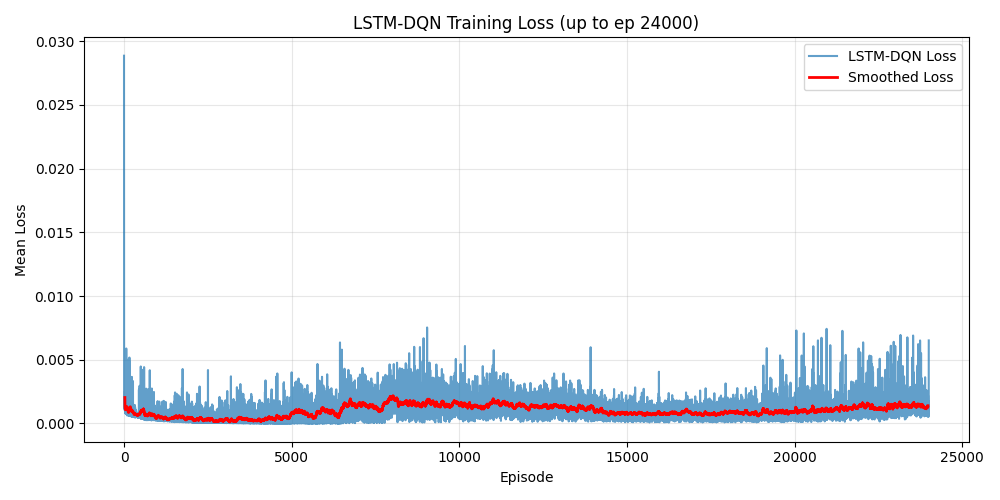 LSTM-DQN Training Loss (up to ep 24000)
0.030
0.025
0.020
0.015
0.010
0.005
0.000
Mean Loss
LSTM-DQN Loss
Smoothed Loss
0
5000
10000
15000
20000
25000
Episode